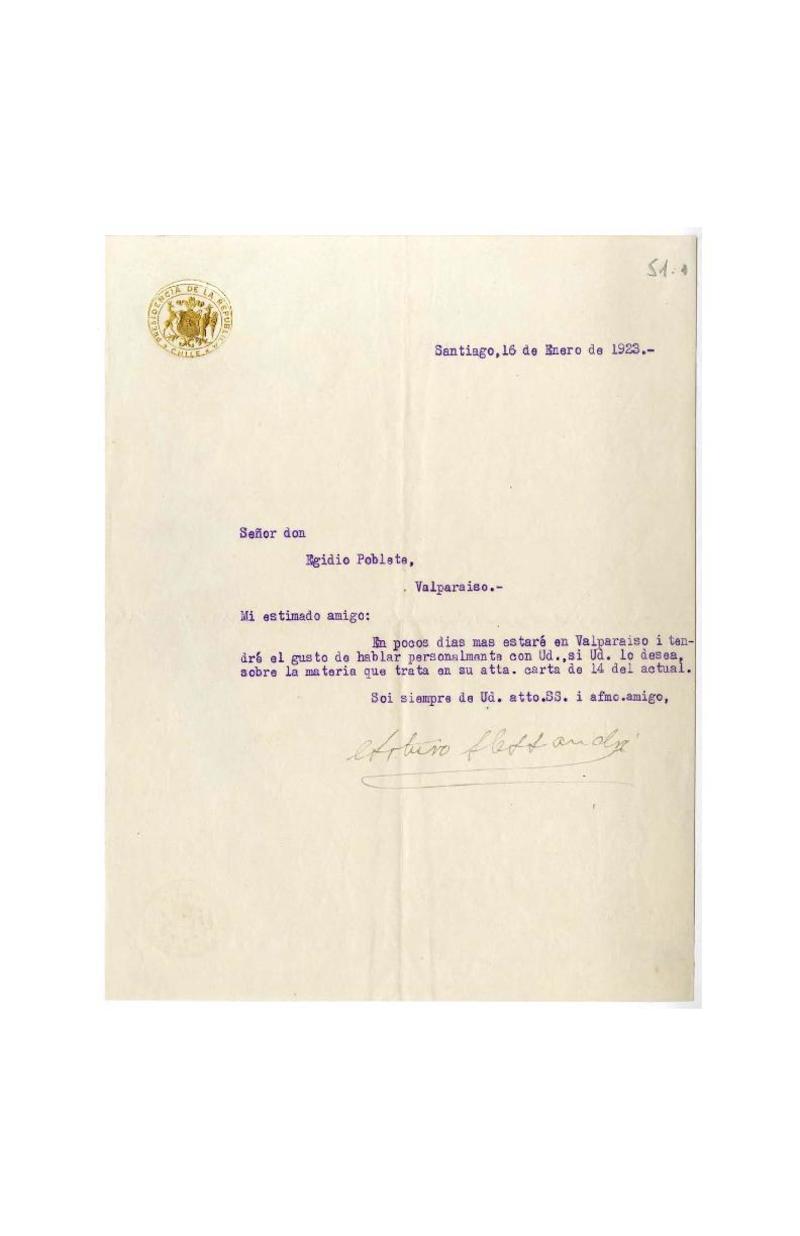 51.
PRESIDENCIA DE LA REPUBLICA
* CHILE *
Santiago,16 de Enero de 1923.-
Señor don
Egidio Poblete,
Valparaiso.-
Mi estimado amigo:
En pocos dias mas estaré en Valparaiso i ten-
dré el gusto de hablar personalmente con Ud.,si Ud. lo desea,
sobre la materia que trata en su atta. carta de 14 del actual.
Soi siempre de Ud. atto.SS. i afmo.amigo,
Arturo Alessandri